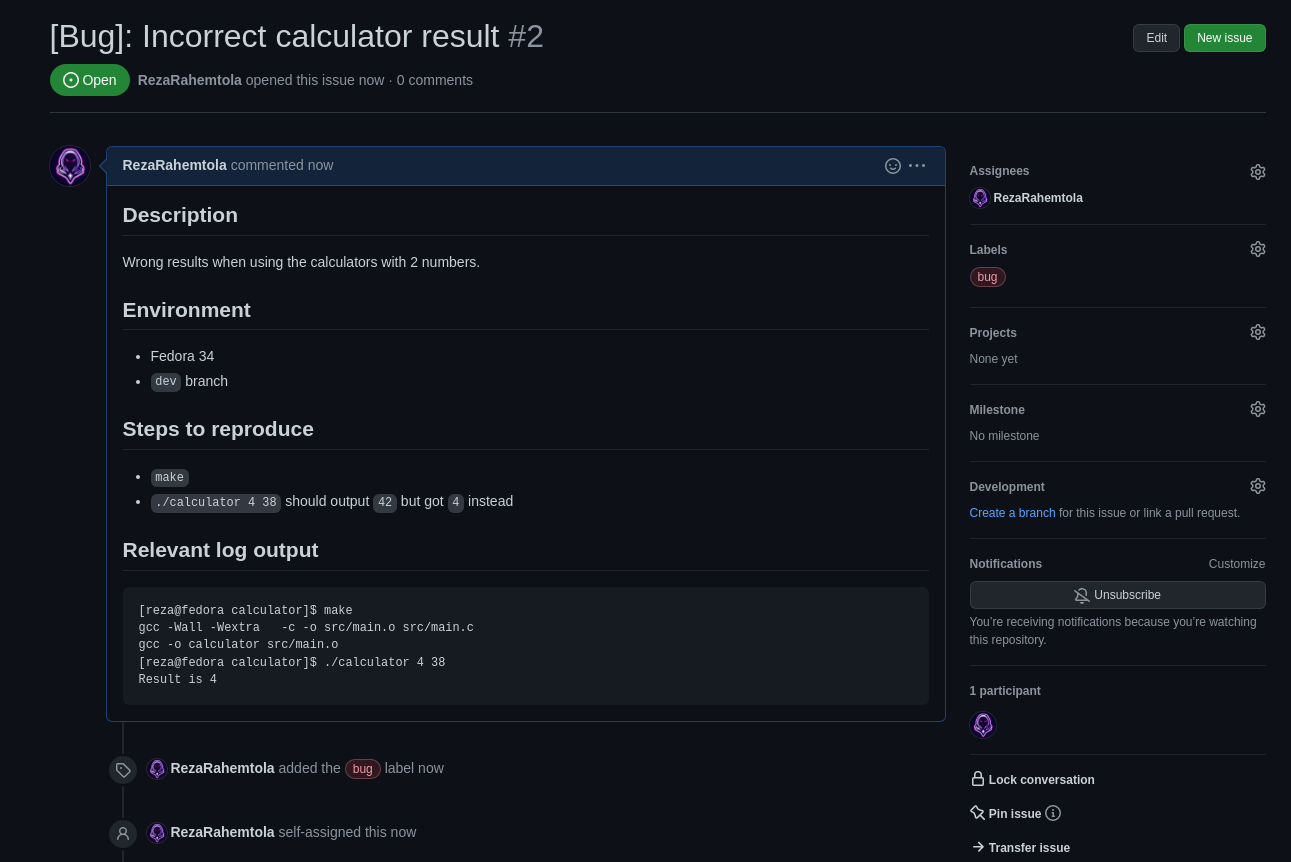 [Bug]: Incorrect calculator result #2
Edit
New issue
Open
RezaRahemtola opened this issue now · 0 comments
RezaRahemtola commented now
Description
Wrong results when using the calculators with 2 numbers.
Environment
• Fedora 34
• dev branch
Steps to reproduce
• make
• ./calculator 4 38 should output 42 but got 4 instead
Relevant log output
[reza@fedora calculator]$ make
gcc -Wall -Wextra   -c -o src/main.o src/main.c
gcc -o calculator src/main.o
[reza@fedora calculator]$ ./calculator 4 38
Result is 4
RezaRahemtola added the bug label now
RezaRahemtola self-assigned this now
Assignees
RezaRahemtola
Labels
bug
Projects
None yet
Milestone
No milestone
Development
Create a branch for this issue or link a pull request.
Notifications
Customize
Unsubscribe
You're receiving notifications because you're watching
this repository.
1 participant
Lock conversation
Pin issue
Transfer issue